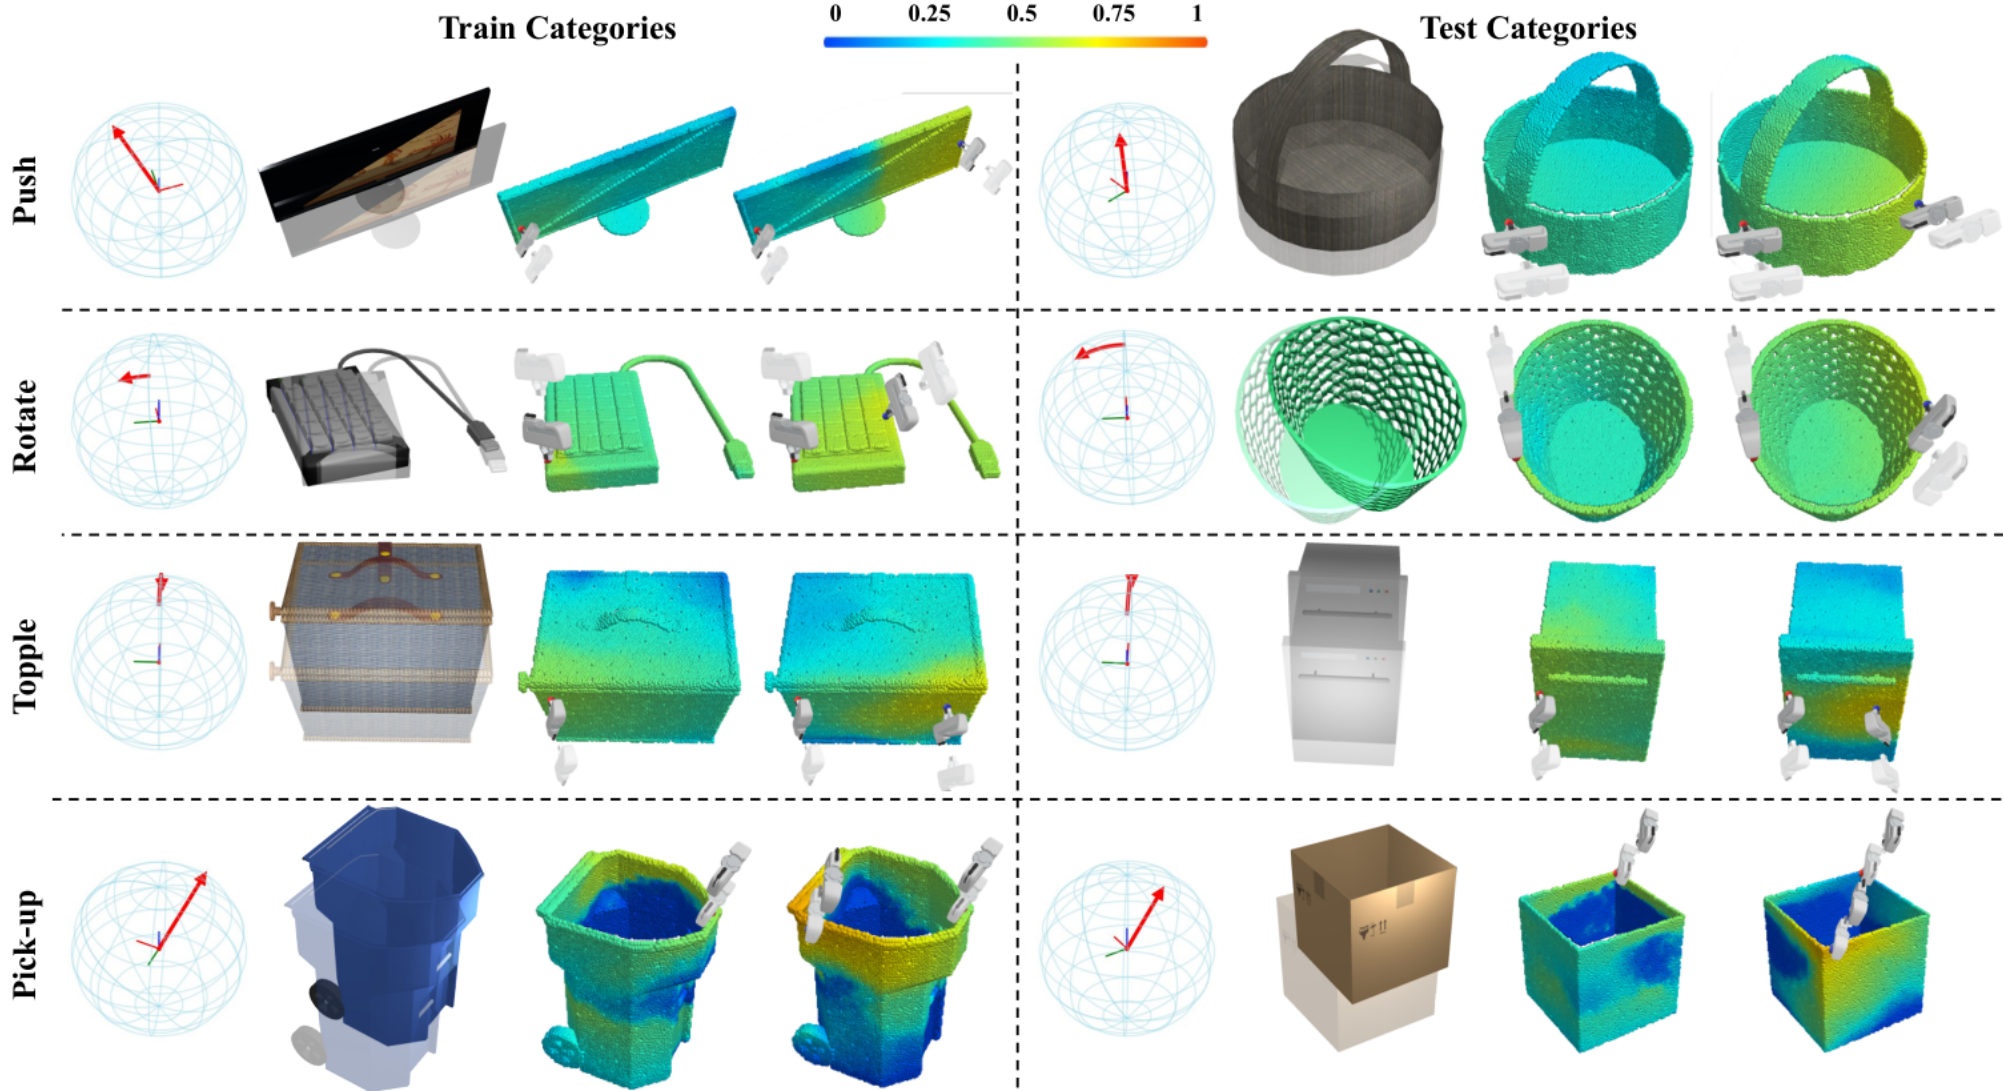 Train Categories
0 0.25 0.5 0.75 1
Test Categories
Push
Rotate
Topple
Pick-up